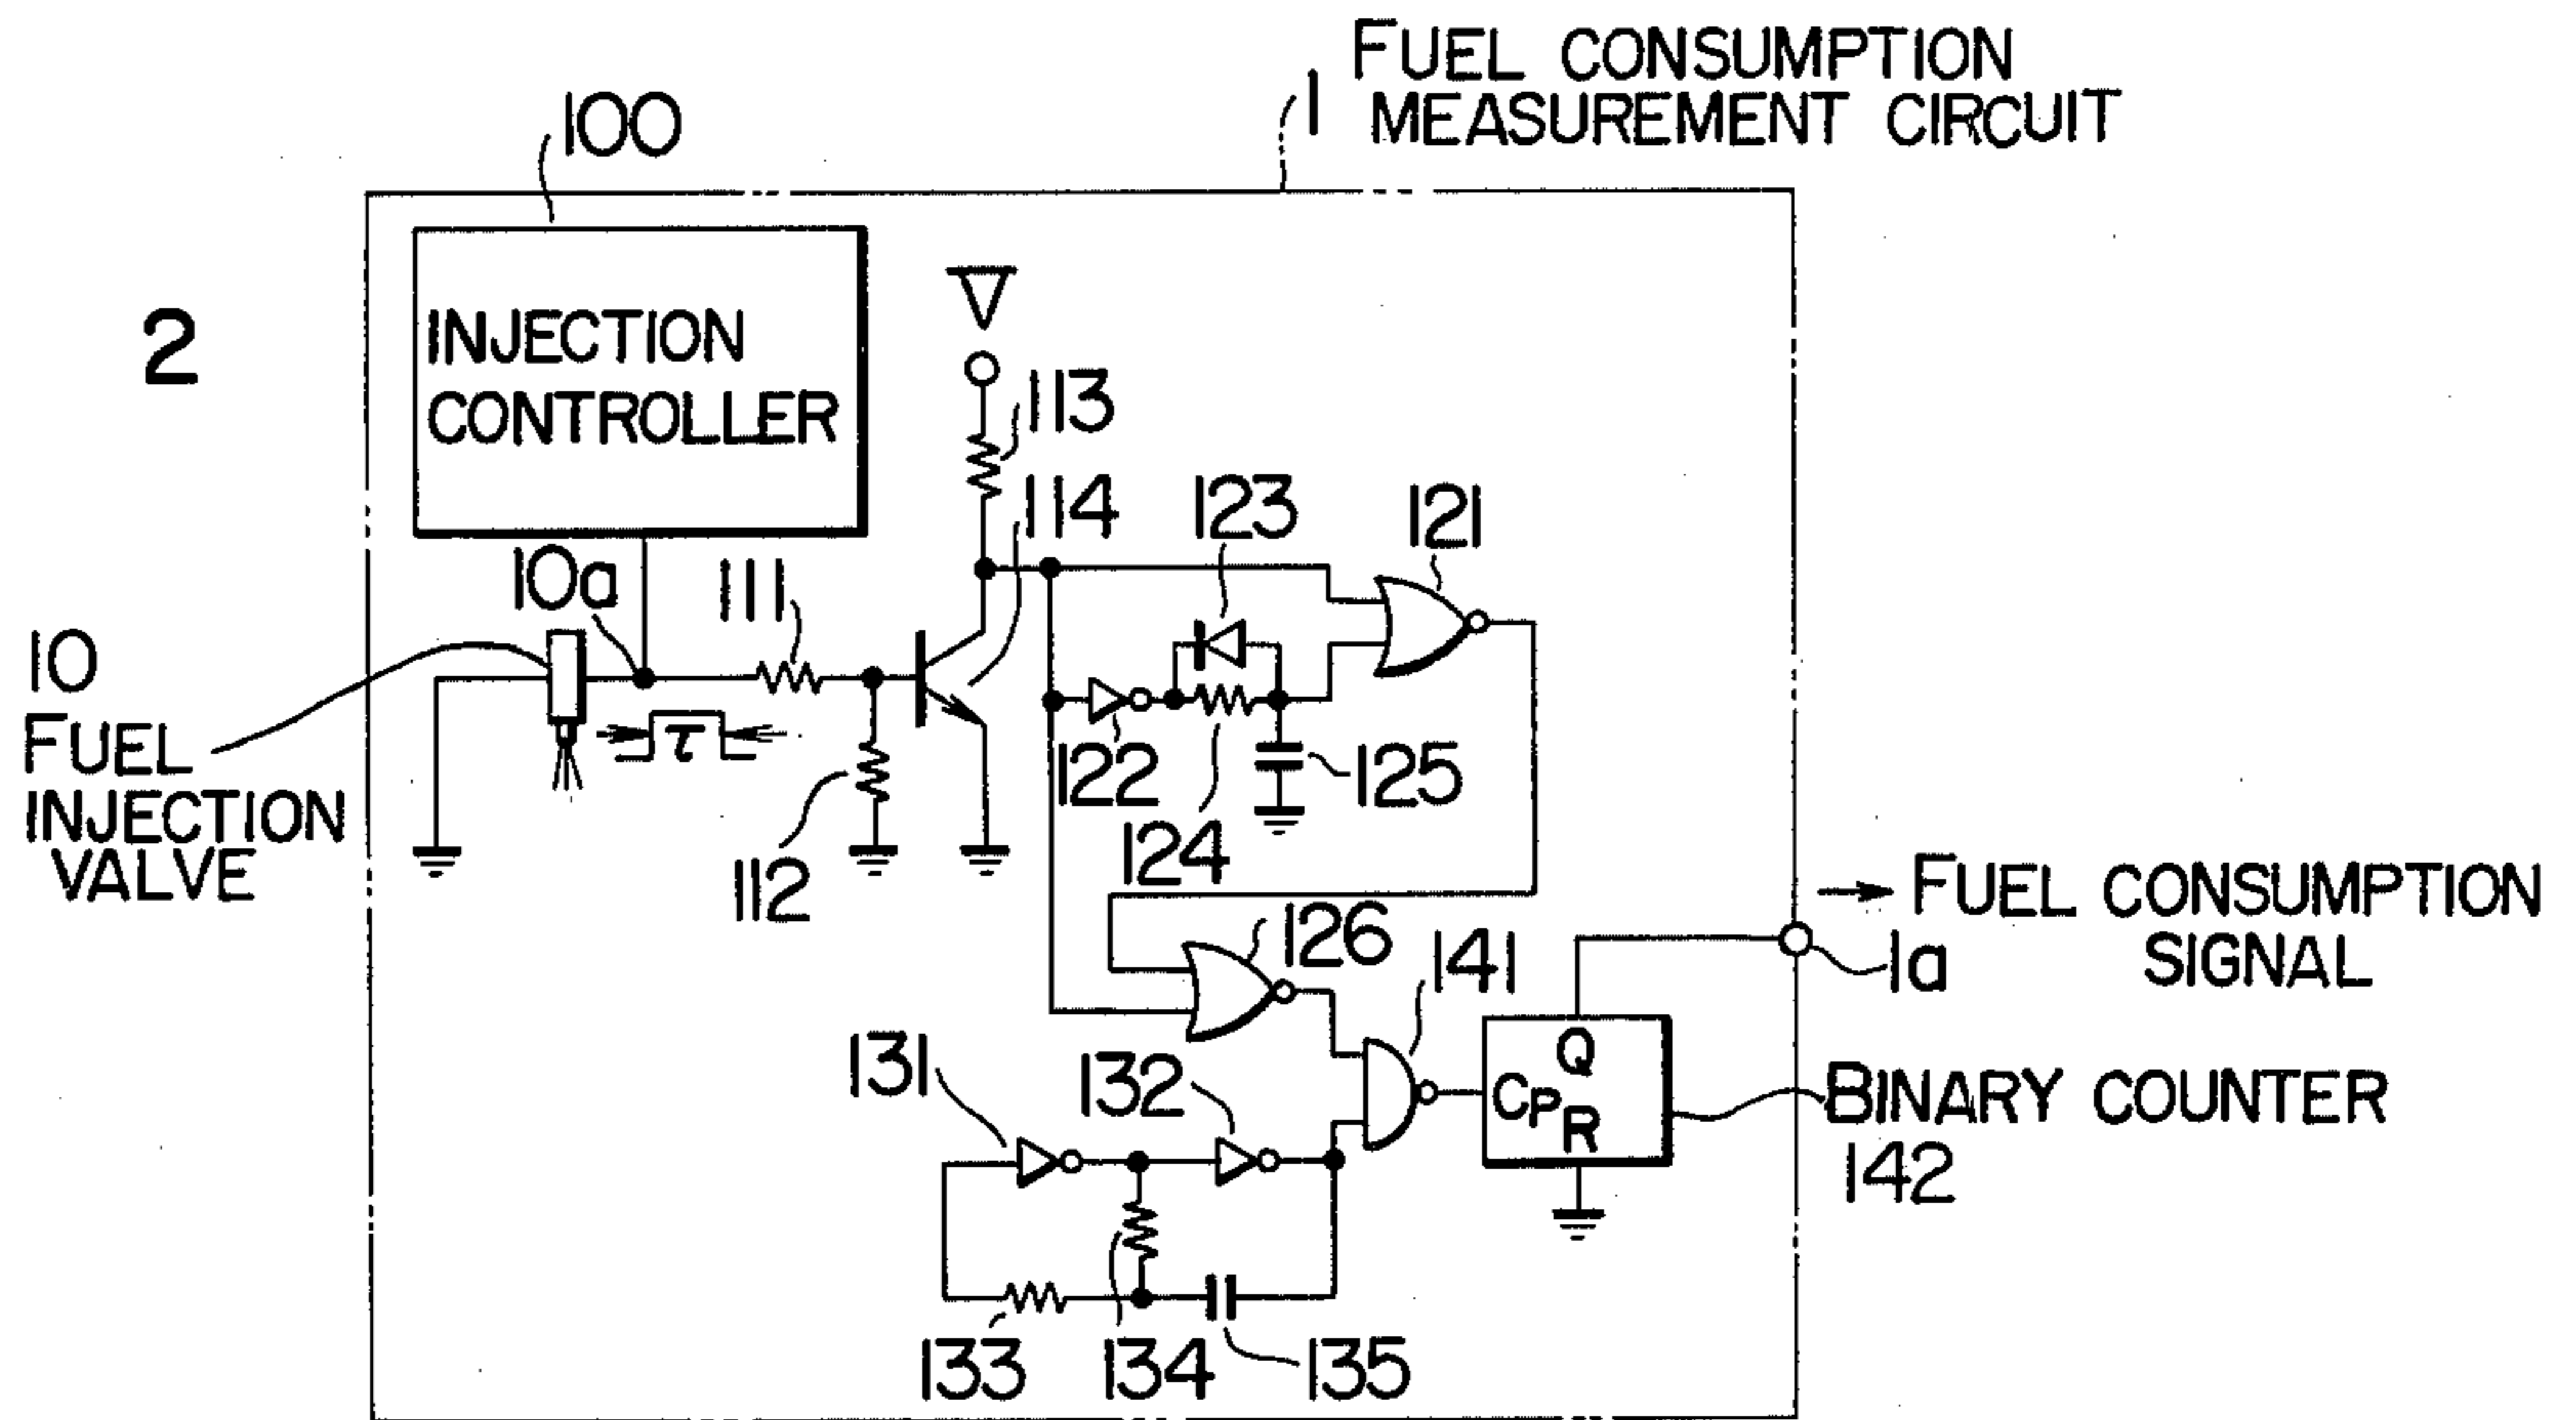 FUEL CONSUMPTION
1 MEASUREMENT CIRCUIT
100
2
INJECTION
CONTROLLER
113
114
123
121
10a
111
10
FUEL
INJECTION
VALVE
τ
122
125
124
112
FUEL CONSUMPTION
SIGNAL
1a
126
141
131
132
Q
CP
R
BINARY COUNTER
142
133
134
135